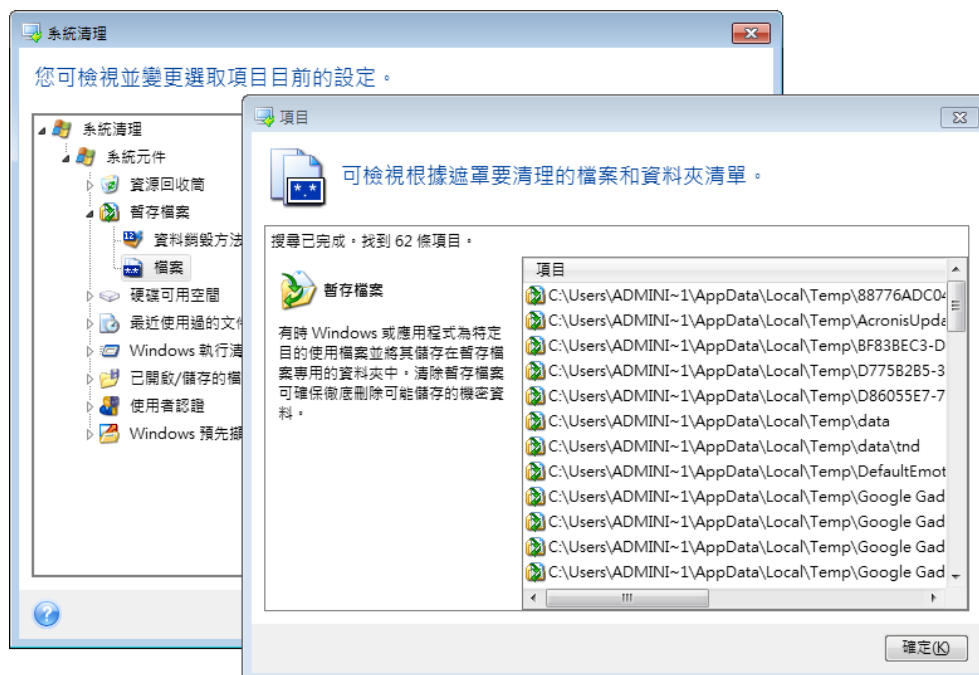 系統清理
您可檢視並變更選取項目目前的設定。
系統清理
系統元件
資源回收筒
暫存檔案
資料銷毀方法
檔案
硬碟可用空間
最近使用過的文件
Windows 執行清
已開啟/儲存的檔
使用者認證
Windows 預先擷
項目
可檢視根據遮罩要清理的檔案和資料夾清單。
搜尋已完成。找到 62 條項目。
暫存檔案
有時 Windows 或應用程式為特定
目的使用檔案並將其儲存在暫存檔
案專用的資料夾中。清除暫存檔案
可確保徹底刪除可能儲存的機密資
料。
項目
C:\Users\ADMINI~1\AppData\Local\Temp\88776ADC04
C:\Users\ADMINI~1\AppData\Local\Temp\AcronisUpda
C:\Users\ADMINI~1\AppData\Local\Temp\BF83BEC3-D
C:\Users\ADMINI~1\AppData\Local\Temp\D775B2B5-3
C:\Users\ADMINI~1\AppData\Local\Temp\D86055E7-7
C:\Users\ADMINI~1\AppData\Local\Temp\data
C:\Users\ADMINI~1\AppData\Local\Temp\data\tnd
C:\Users\ADMINI~1\AppData\Local\Temp\DefaultEmot
C:\Users\ADMINI~1\AppData\Local\Temp\Google Gad
C:\Users\ADMINI~1\AppData\Local\Temp\Google Gad
C:\Users\ADMINI~1\AppData\Local\Temp\Google Gad
C:\Users\ADMINI~1\AppData\Local\Temp\Google Gad
確定(K)